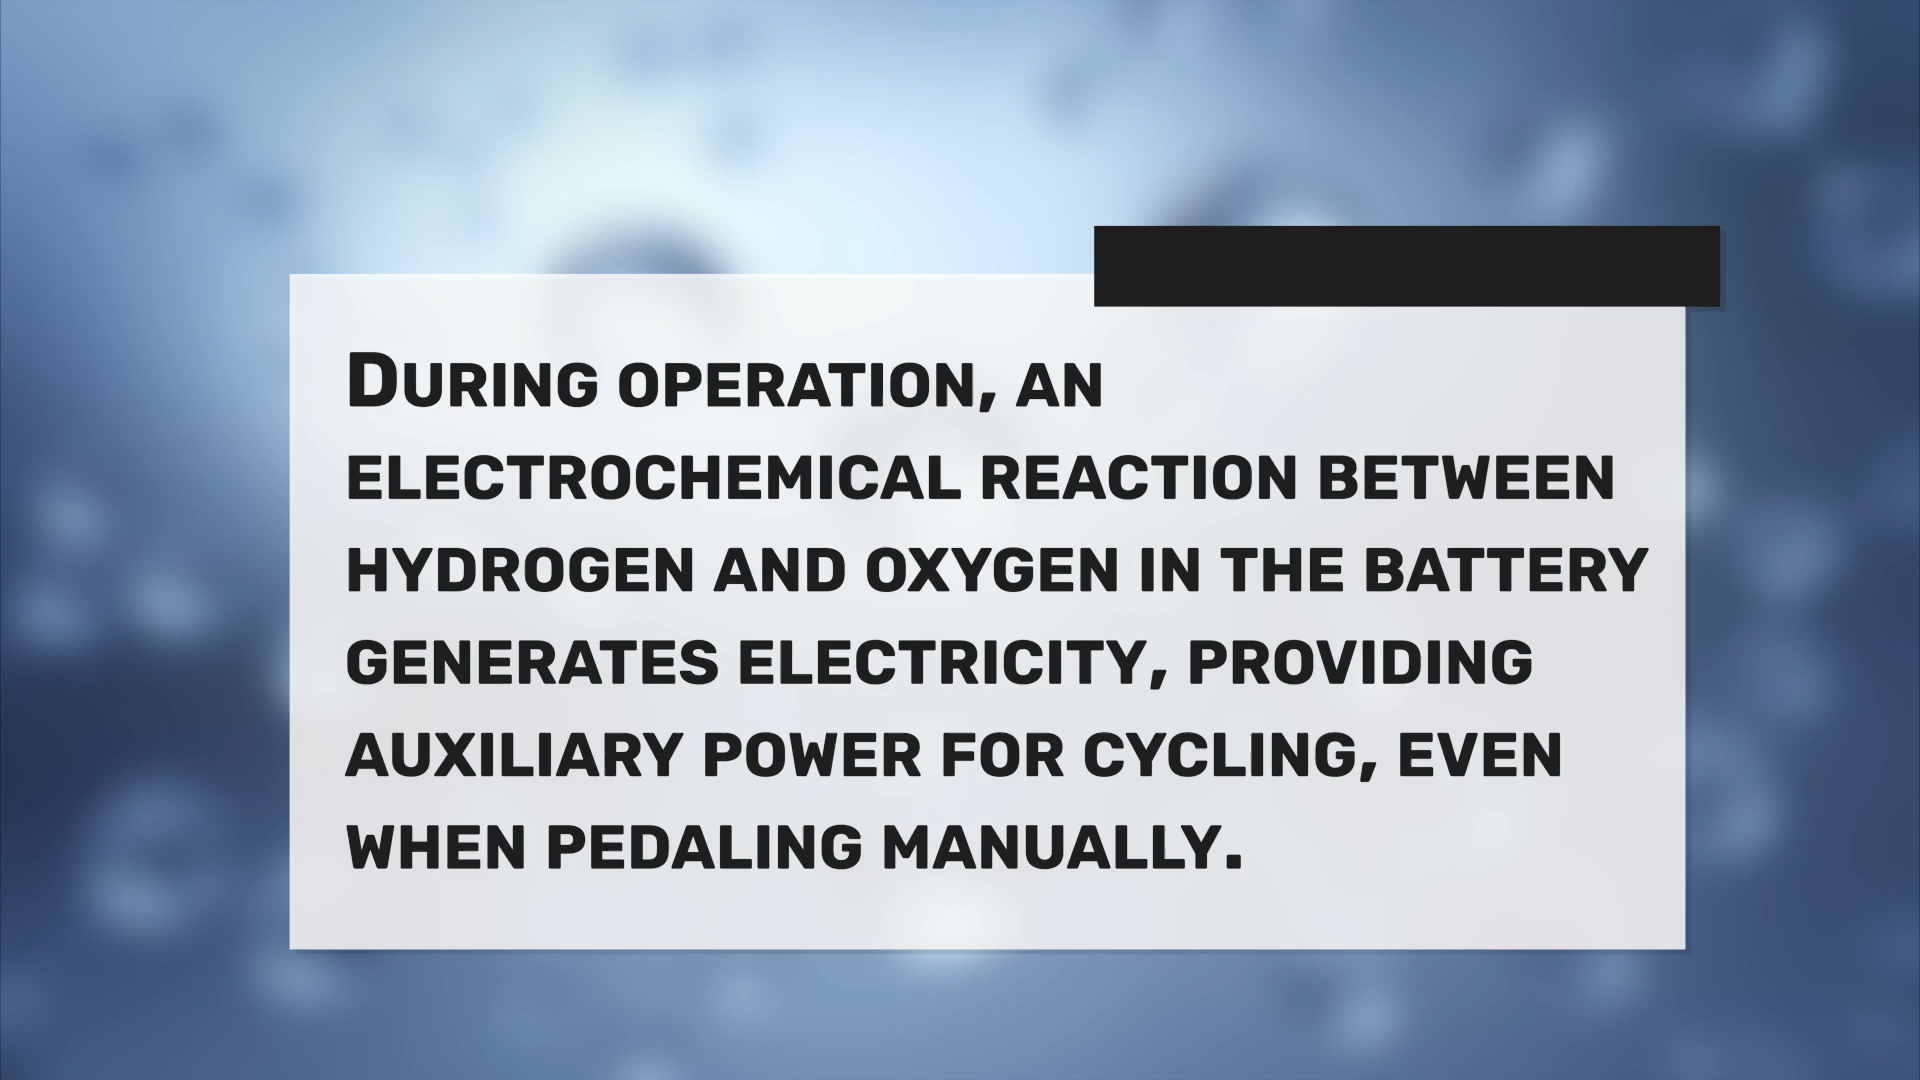 During operation, an
electrochemical reaction between
hydrogen and oxygen in the battery
generates electricity, providing
auxiliary power for cycling, even
when pedaling manually.